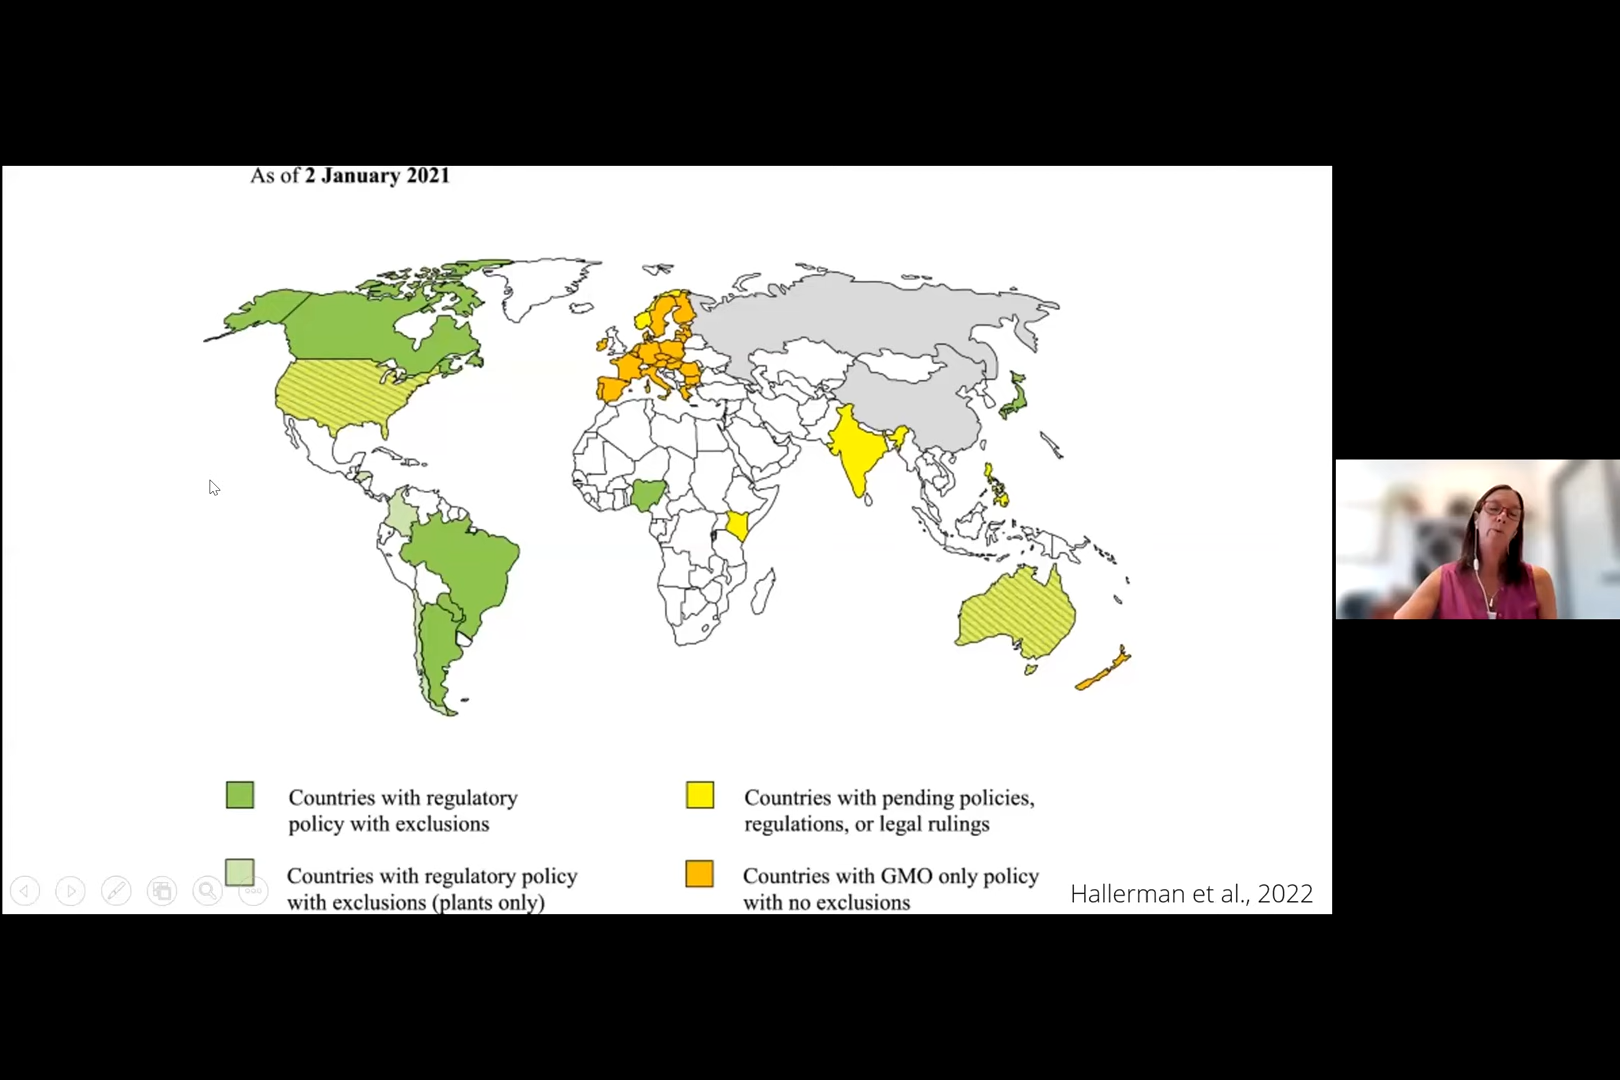 As of 2 January 2021
Countries with regulatory
policy with exclusions
Countries with regulatory policy
with exclusions (plants only)
Countries with pending policies,
regulations, or legal rulings
Countries with GMO only policy
with no exclusions
Hallerman et al., 2022